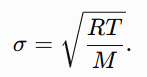 σ = √(RT/M).